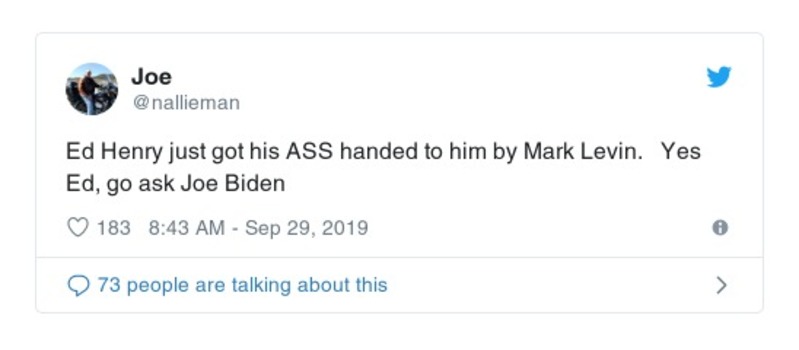 Joe
@nallieman
Ed Henry just got his ASS handed to him by Mark Levin.   Yes
Ed, go ask Joe Biden
183   8:43 AM - Sep 29, 2019
73 people are talking about this